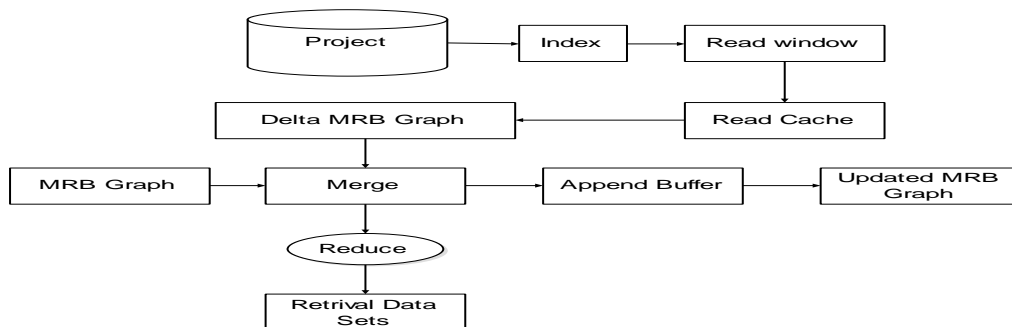 Project
Index
Read window
Delta MRB Graph
Read Cache
MRB Graph
Merge
Append Buffer
Updated MRB
Graph
Reduce
Retrival Data
Sets